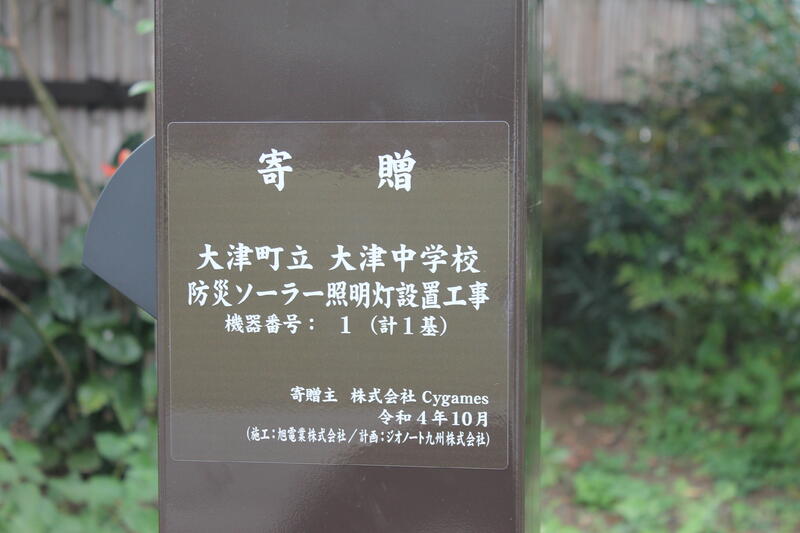 寄 贈
大津町立 大津中学校
防災ソーラー照明灯設置工事
機器番号： 1 （計1基）
寄贈主 株式会社 Cygames
令和4年10月
（施工：旭電業株式会社／計画：ジオノート九州株式会社）